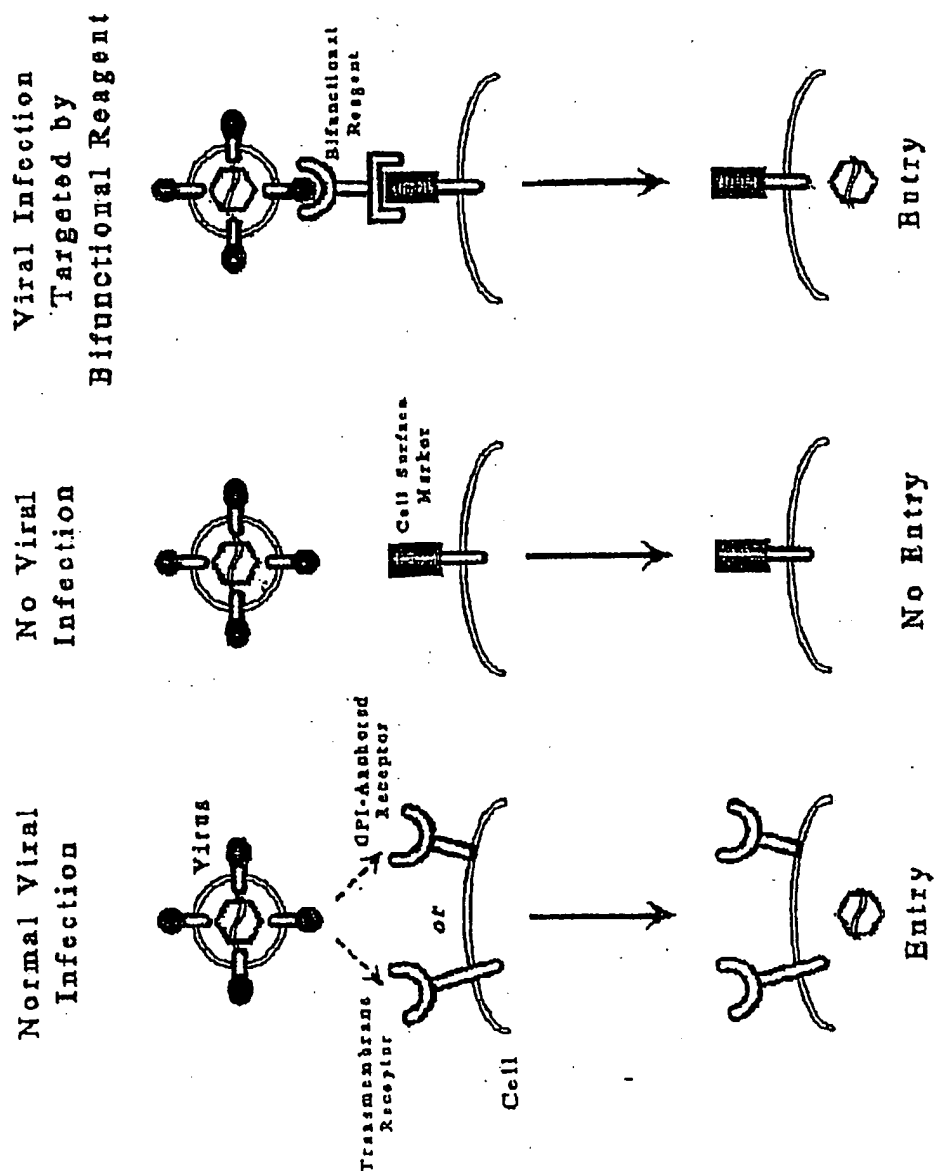 Normal Viral
Infection
Virus
Transmembrane
Receptor
GPI-Anchored
Receptor
or
Cell
Entry
No Viral
Infection
Cell Surface
Marker
No Entry
Viral Infection
Targeted by
Bifunctional Reagent
Bifunctional
Reagent
Entry